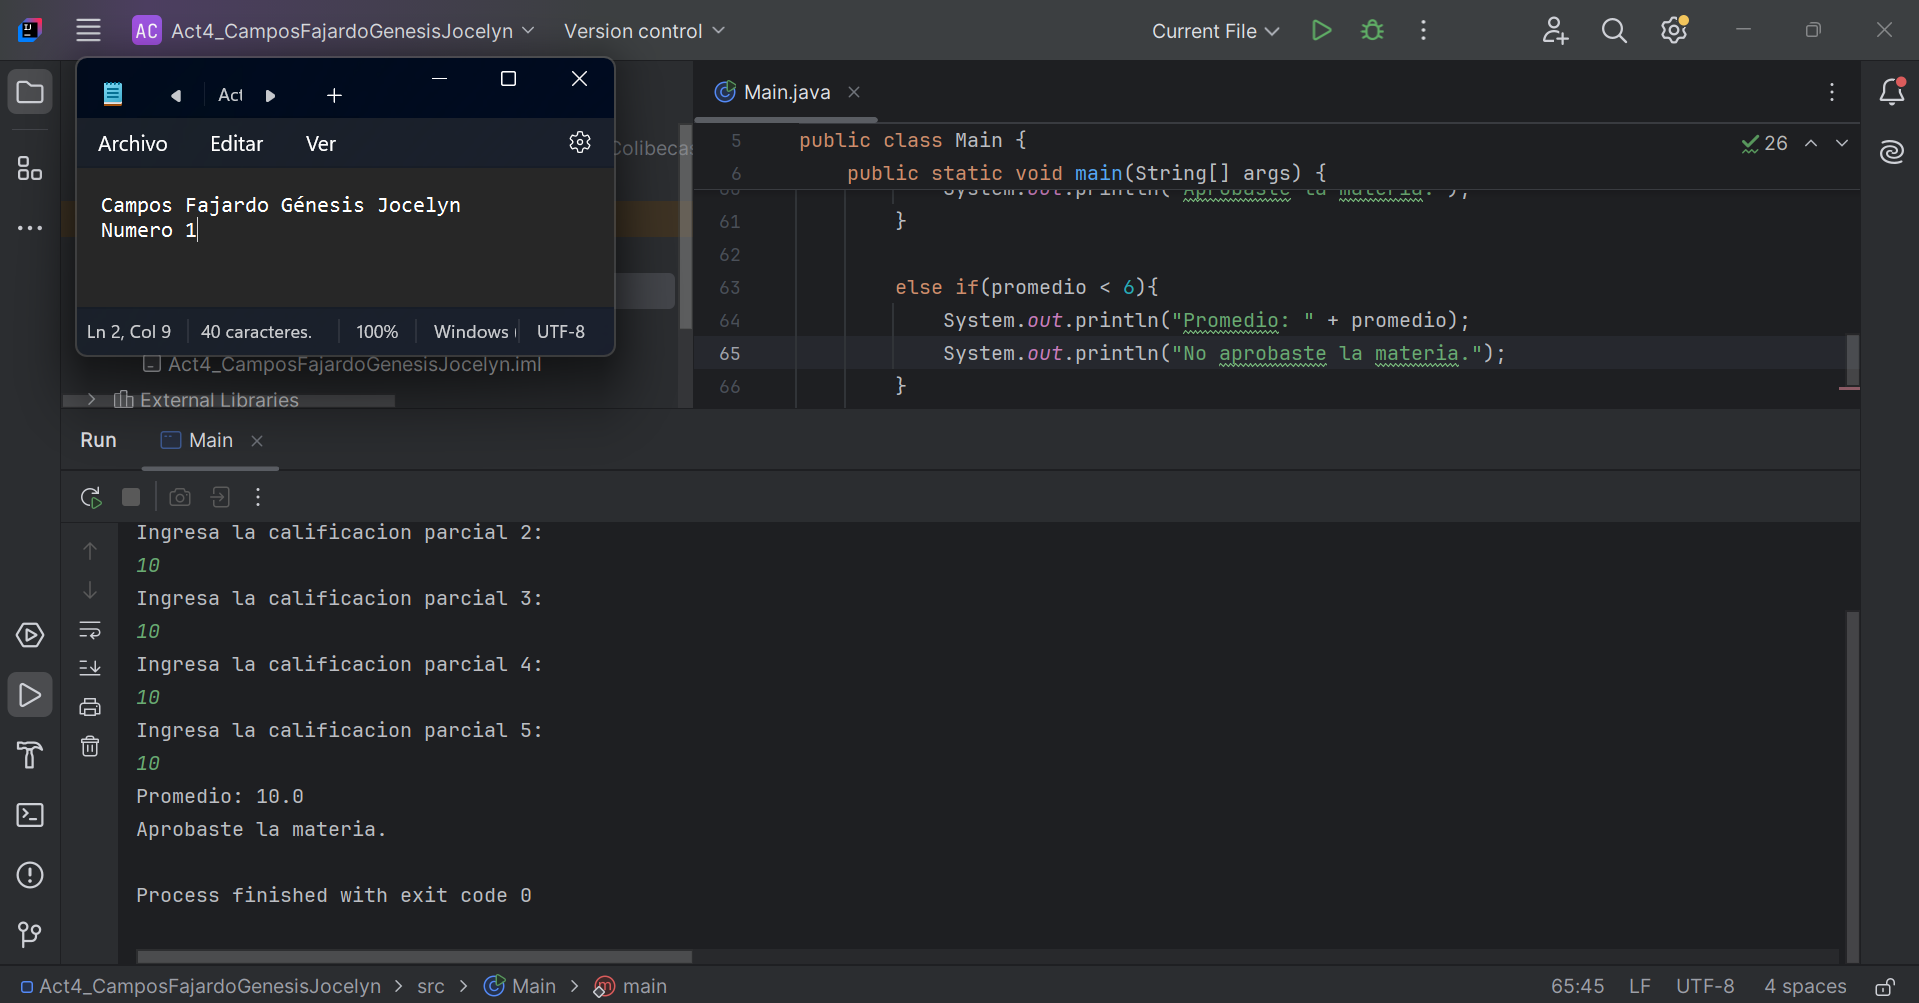 AC Act4_CamposFajardoGenesisJocelyn Version control Current File
Act
Archivo Editar Ver
Campos Fajardo Génesis Jocelyn
Numero 1
Ln 2, Col 9 40 caracteres. 100% Windows UTF-8
Act4_CamposFajardoGenesisJocelyn.iml
External Libraries
Main.java
26
5 public class Main {
6 public static void main(String[] args) {
System.out.println("Aprobaste la materia.");
61 }
62
63 else if(promedio < 6){
64 System.out.println("Promedio: " + promedio);
65 System.out.println("No aprobaste la materia.");
66 }
Run Main
Ingresa la calificacion parcial 2:
10
Ingresa la calificacion parcial 3:
10
Ingresa la calificacion parcial 4:
10
Ingresa la calificacion parcial 5:
10
Promedio: 10.0
Aprobaste la materia.
Process finished with exit code 0
Act4_CamposFajardoGenesisJocelyn > src > Main > main 65:45 LF UTF-8 4 spaces